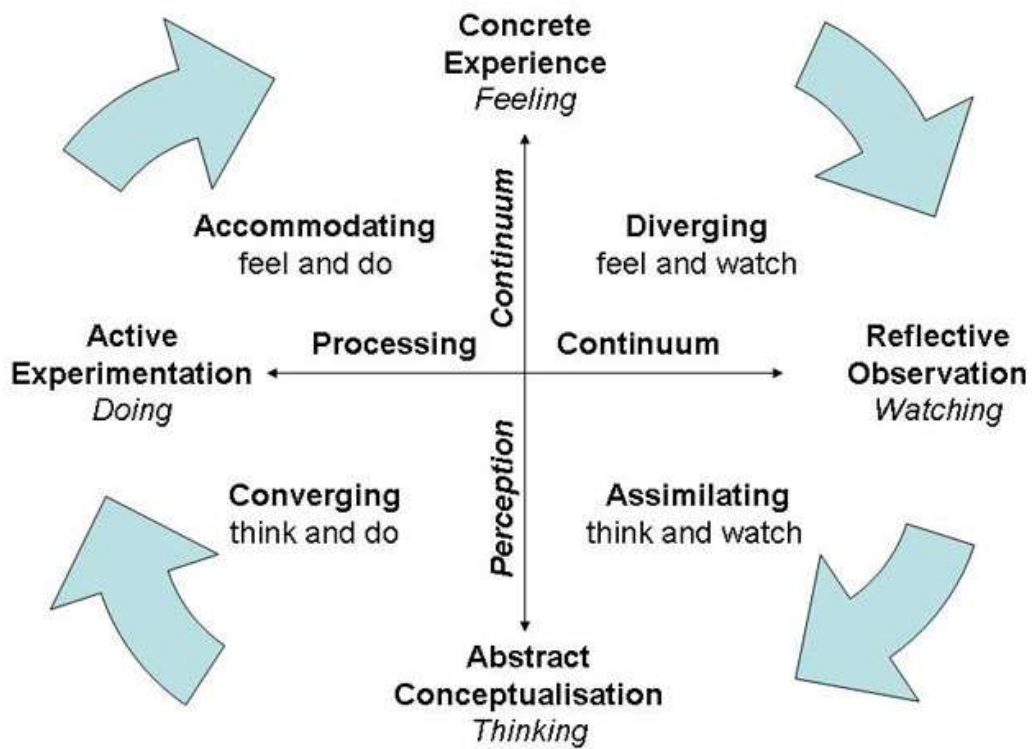 Concrete
Experience
Feeling
Accommodating
feel and do
Continuum
Diverging
feel and watch
Active
Experimentation
Doing
Processing
Continuum
Reflective
Observation
Watching
Converging
think and do
Perception
Assimilating
think and watch
Abstract
Conceptualisation
Thinking